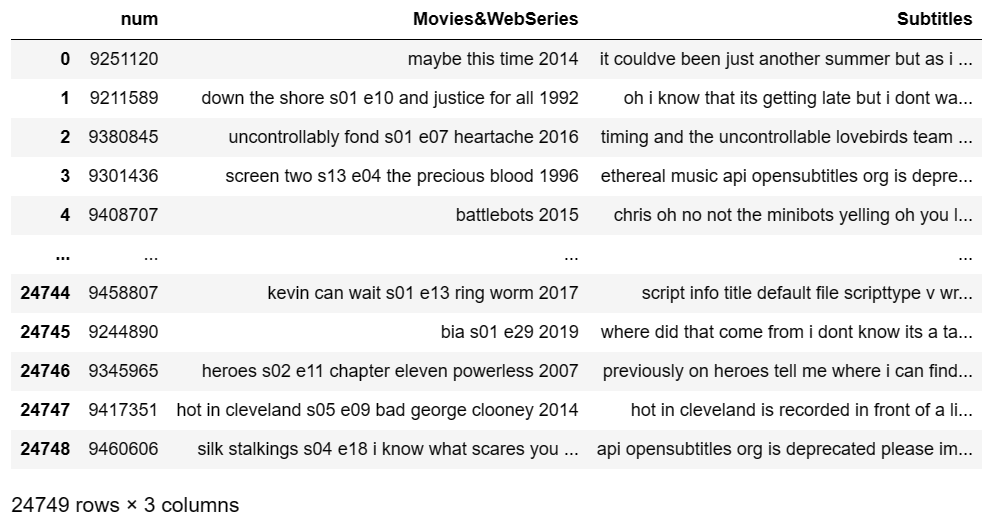 num Movies&WebSeries Subtitles
0 9251120 maybe this time 2014 it couldve been just another summer but as i ...
1 9211589 down the shore s01 e10 and justice for all 1992 oh i know that its getting late but i dont wa...
2 9380845 uncontrollably fond s01 e07 heartache 2016 timing and the uncontrollable lovebirds team ...
3 9301436 screen two s13 e04 the precious blood 1996 ethereal music api opensubtitles org is depre...
4 9408707 battlebots 2015 chris oh no not the minibots yelling oh you l...
... ... ... ...
24744 9458807 kevin can wait s01 e13 ring worm 2017 script info title default file scripttype v wr...
24745 9244890 bia s01 e29 2019 where did that come from i dont know its a ta...
24746 9345965 heroes s02 e11 chapter eleven powerless 2007 previously on heroes tell me where i can find...
24747 9417351 hot in cleveland s05 e09 bad george clooney 2014 hot in cleveland is recorded in front of a li...
24748 9460606 silk stalkings s04 e18 i know what scares you ... api opensubtitles org is deprecated please im...
24749 rows × 3 columns